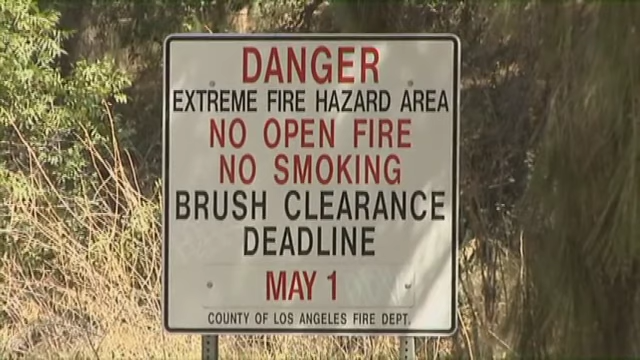 DANGER
EXTREME FIRE HAZARD AREA
NO OPEN FIRE
NO SMOKING
BRUSH CLEARANCE
DEADLINE
MAY 1
COUNTY OF LOS ANGELES FIRE DEPT.